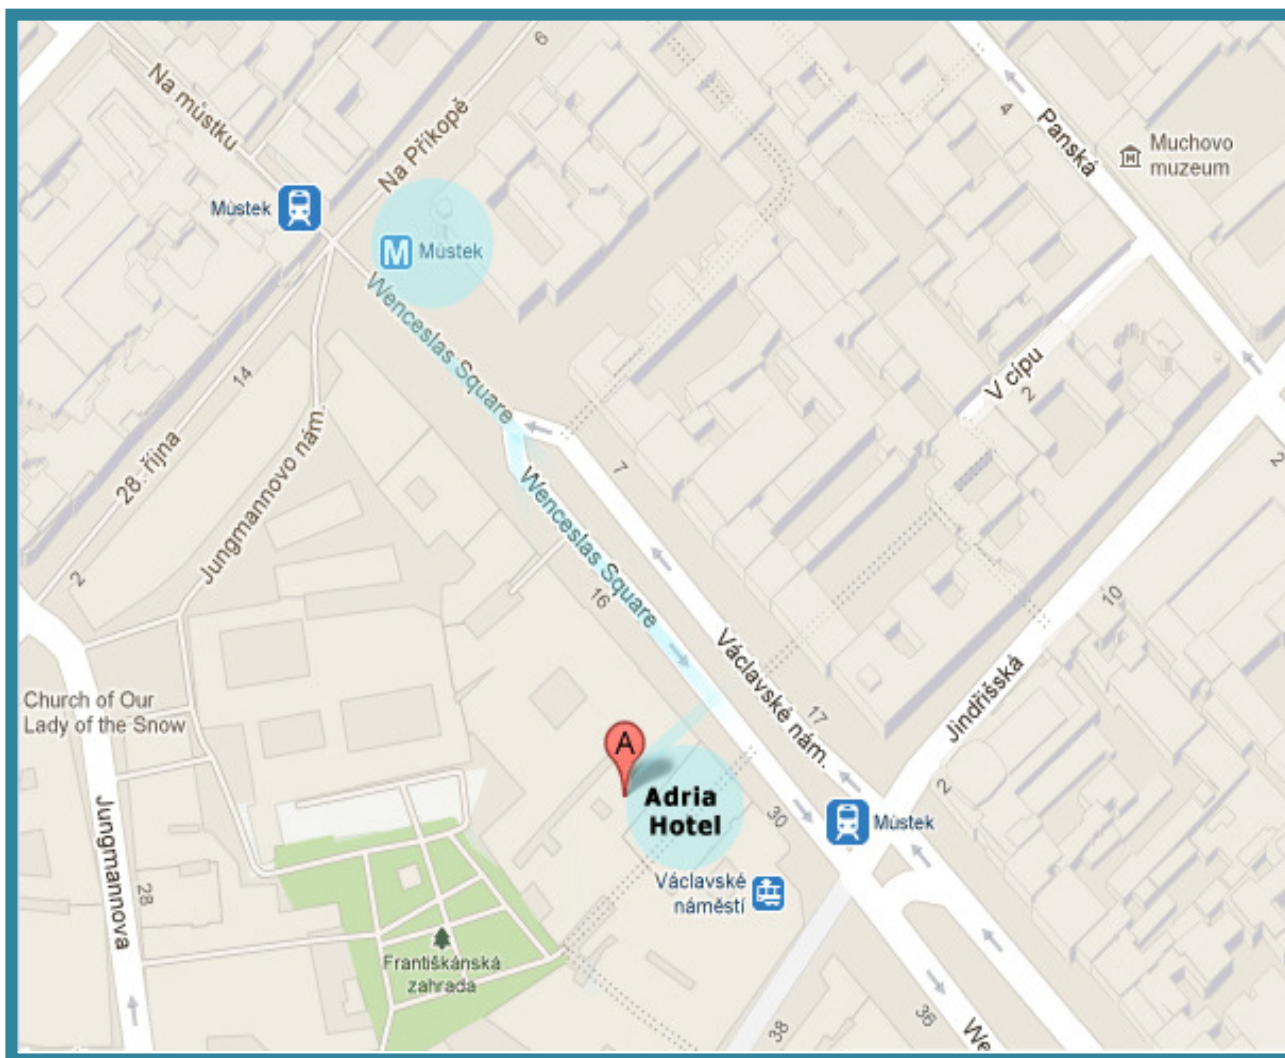 6
Na můstku
Na Příkopě
4
Panská
Muchovo
muzeum
Můstek
M
Můstek
Wenceslas Square
14
V cípu
2
28. října
Jungmannovo nám.
7
2
Wenceslas Square
2
16
10
Václavské nám.
17
Jindřišská
Church of Our
Lady of the Snow
A
Adria
Hotel
2
30
Můstek
Jungmannova
28
Václavské
náměstí
Františkánská
zahrada
36
38
We